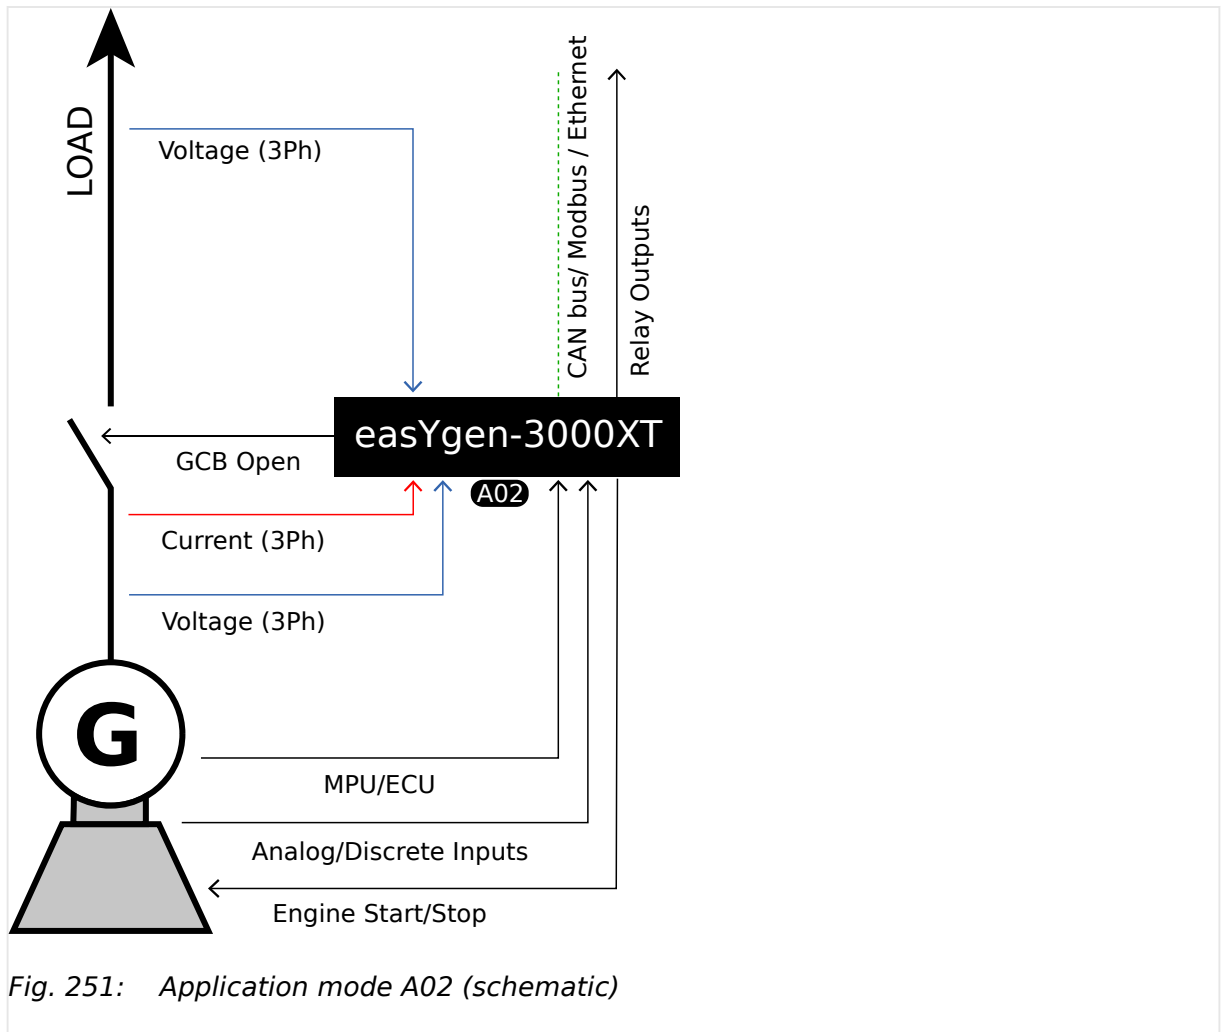 LOAD
Voltage (3Ph)
CAN bus/ Modbus / Ethernet
Relay Outputs
easYgen-3000XT
GCB Open
A02
Current (3Ph)
Voltage (3Ph)
G
MPU/ECU
Analog/Discrete Inputs
Engine Start/Stop
Fig. 251: Application mode A02 (schematic)